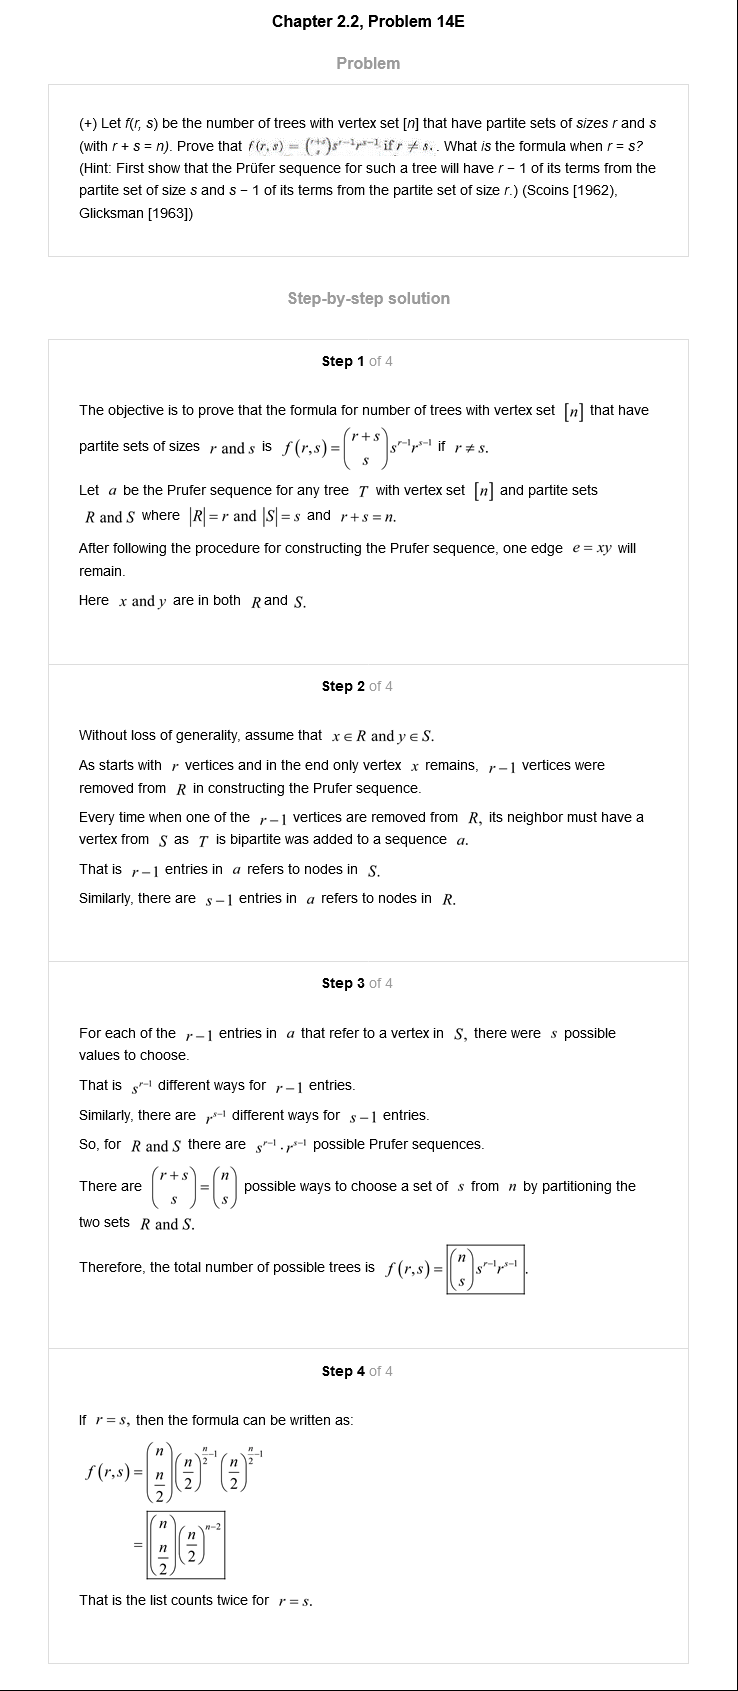 Chapter 2.2, Problem 14E
Problem
(+) Let f(r, s) be the number of trees with vertex set [n] that have partite sets of sizes r and s
(with r + s = n). Prove that f(r, s) = \binom{r+s}{s} s^{r−1} r^{s−1} if r ≠ s. . What is the formula when r = s?
(Hint: First show that the Prüfer sequence for such a tree will have r − 1 of its terms from the
partite set of size s and s − 1 of its terms from the partite set of size r.) (Scoins [1962),
Glicksman [1963])
Step-by-step solution
Step 1 of 4
The objective is to prove that the formula for number of trees with vertex set [n] that have
partite sets of sizes r and s is f(r,s) = \binom{r+s}{s} s^{r−1} r^{s−1} if r ≠ s.
Let a be the Prufer sequence for any tree T with vertex set [n] and partite sets
R and S where |R| = r and |S| = s and r + s = n.
After following the procedure for constructing the Prufer sequence, one edge e = xy will
remain.
Here x and y are in both R and S.
Step 2 of 4
Without loss of generality, assume that x ∈ R and y ∈ S.
As starts with r vertices and in the end only vertex x remains, r − 1 vertices were
removed from R in constructing the Prufer sequence.
Every time when one of the r − 1 vertices are removed from R, its neighbor must have a
vertex from S as T is bipartite was added to a sequence a.
That is r − 1 entries in a refers to nodes in S.
Similarly, there are s − 1 entries in a refers to nodes in R.
Step 3 of 4
For each of the r − 1 entries in a that refer to a vertex in S, there were s possible
values to choose.
That is s^{r−1} different ways for r − 1 entries.
Similarly, there are r^{s−1} different ways for s − 1 entries.
So, for R and S there are s^{r−1} · r^{s−1} possible Prufer sequences.
There are \binom{r+s}{s} = \binom{n}{s} possible ways to choose a set of s from n by partitioning the
two sets R and S.
Therefore, the total number of possible trees is f(r,s) = \binom{n}{s} s^{r−1} r^{s−1}.
Step 4 of 4
If r = s, then the formula can be written as:
f(r,s) = \binom{n}{\frac{n}{2}} (\frac{n}{2})^{\frac{n}{2}−1} (\frac{n}{2})^{\frac{n}{2}−1}
= \binom{n}{\frac{n}{2}} (\frac{n}{2})^{n−2}
That is the list counts twice for r = s.